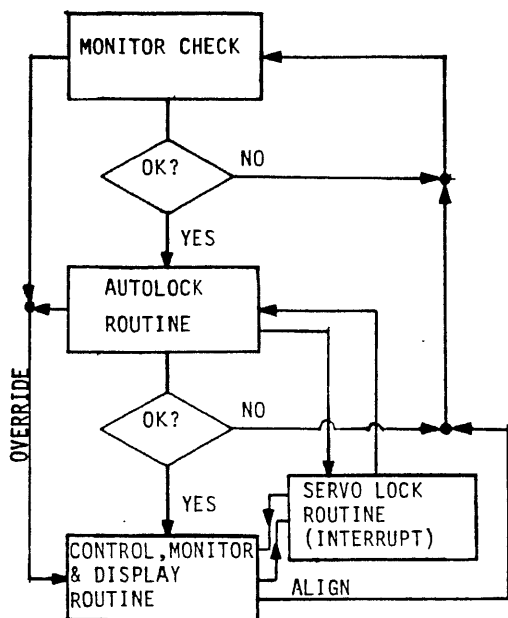 MONITOR CHECK
OK?
NO
YES
AUTOLOCK
ROUTINE
OVERRIDE
OK?
NO
YES
SERVO LOCK
ROUTINE
(INTERRUPT)
CONTROL,MONITOR
& DISPLAY
ROUTINE
ALIGN